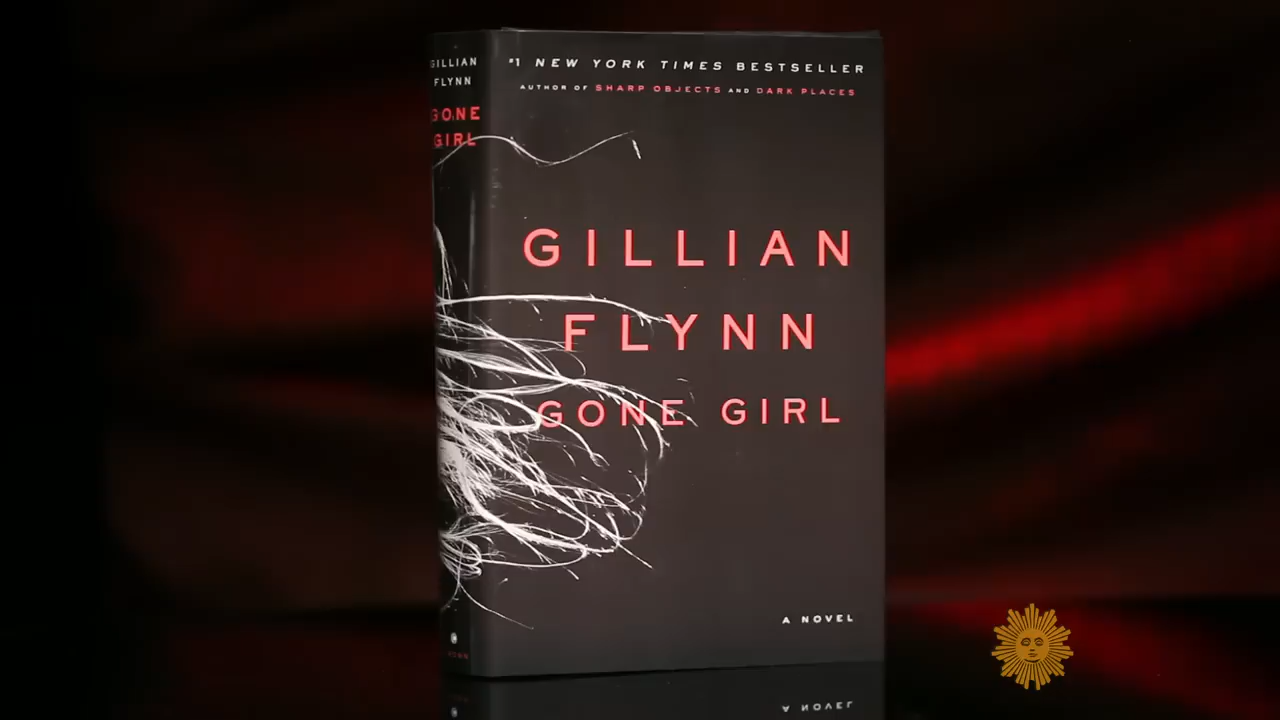 GILLIAN
FLYNN
GONE
GIRL
#1 NEW YORK TIMES BESTSELLER
AUTHOR OF SHARP OBJECTS AND DARK PLACES
GILLIAN
FLYNN
GONE GIRL
A NOVEL
A NOVEL